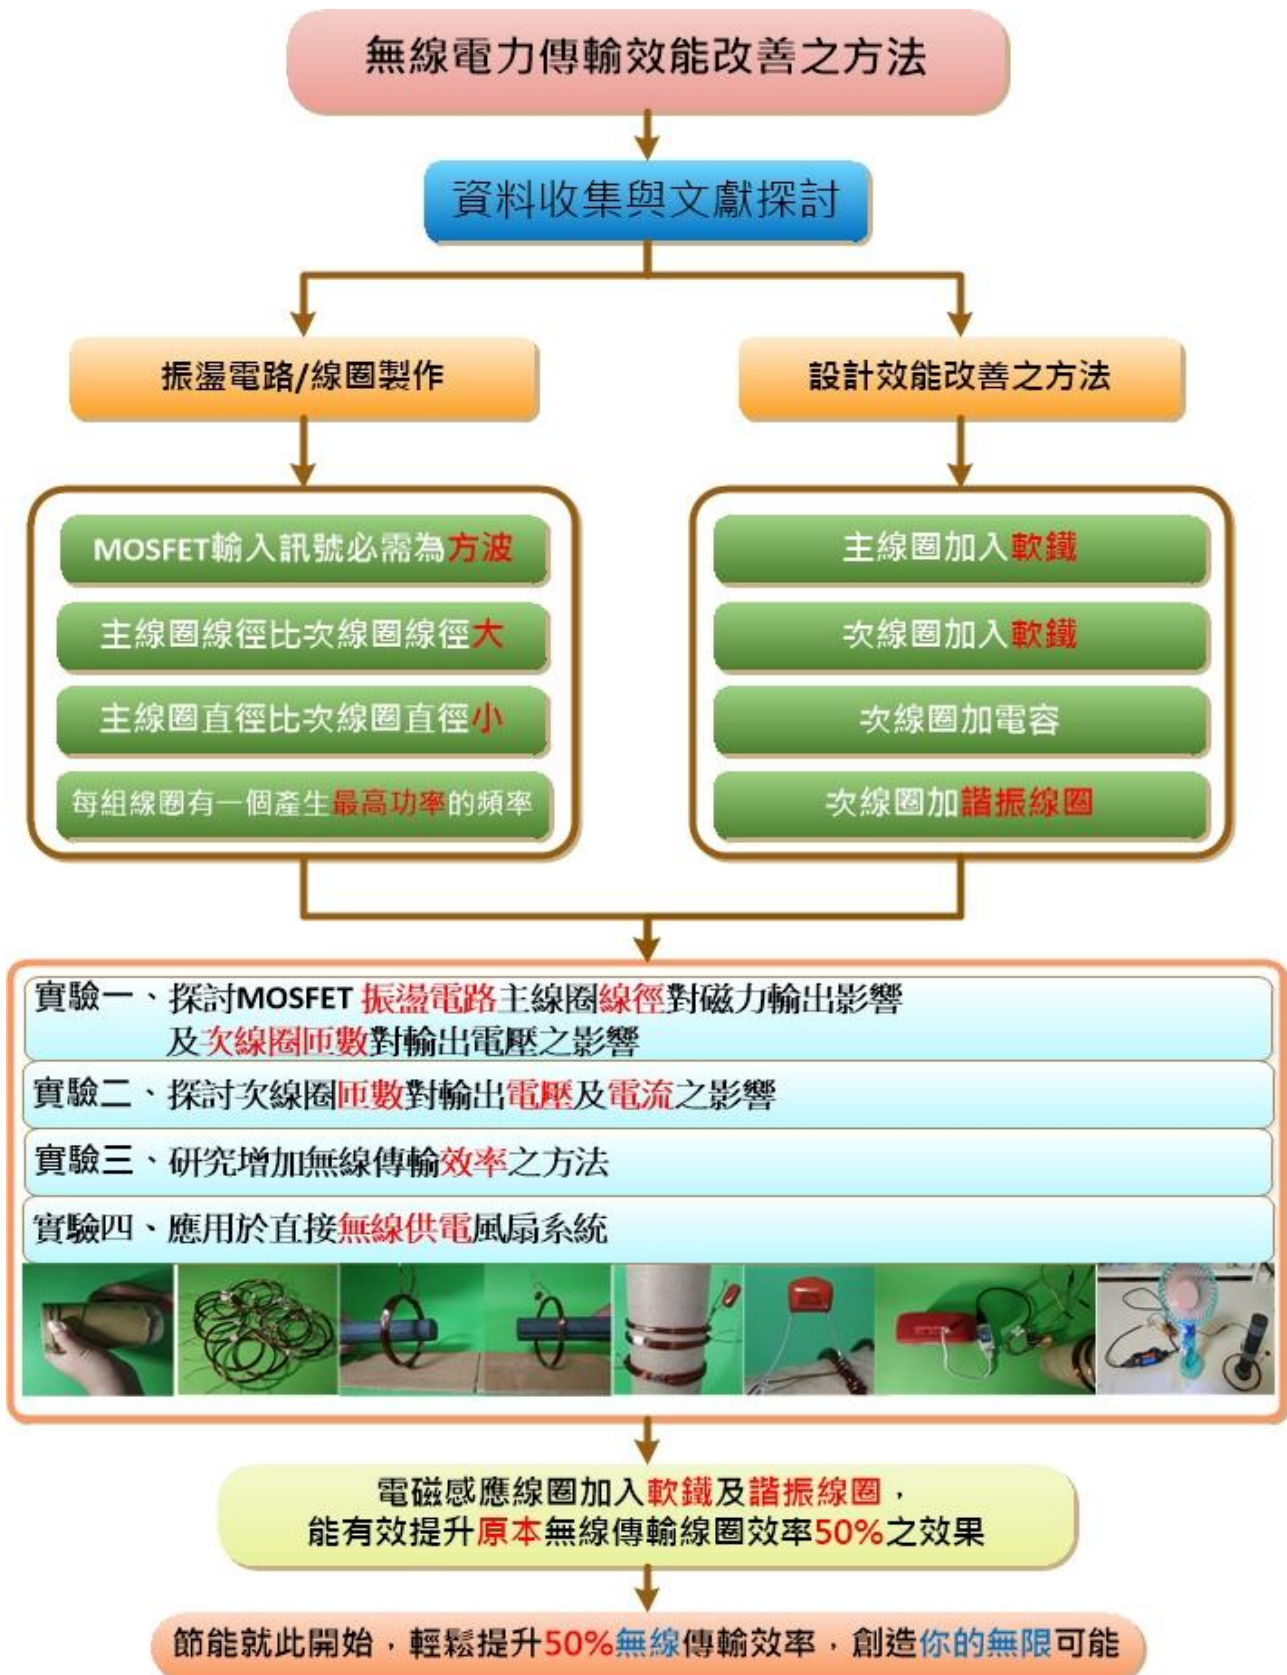 無線電力傳輸效能改善之方法
資料收集與文獻探討
振盪電路/線圈製作
MOSFET輸入訊號必需為方波
主線圈線徑比次線圈線徑大
主線圈直徑比次線圈直徑小
每組線圈有一個產生最高功率的頻率
設計效能改善之方法
主線圈加入軟鐵
次線圈加入軟鐵
次線圈加電容
次線圈加諧振線圈
實驗一、探討MOSFET 振盪電路主線圈線徑對磁力輸出影響
及次線圈匝數對輸出電壓之影響
實驗二、探討次線圈匝數對輸出電壓及電流之影響
實驗三、研究增加無線傳輸效率之方法
實驗四、應用於直接無線供電風扇系統
電磁感應線圈加入軟鐵及諧振線圈，
能有效提升原本無線傳輸線圈效率50%之效果
節能就此開始，輕鬆提升50%無線傳輸效率，創造你的無限可能